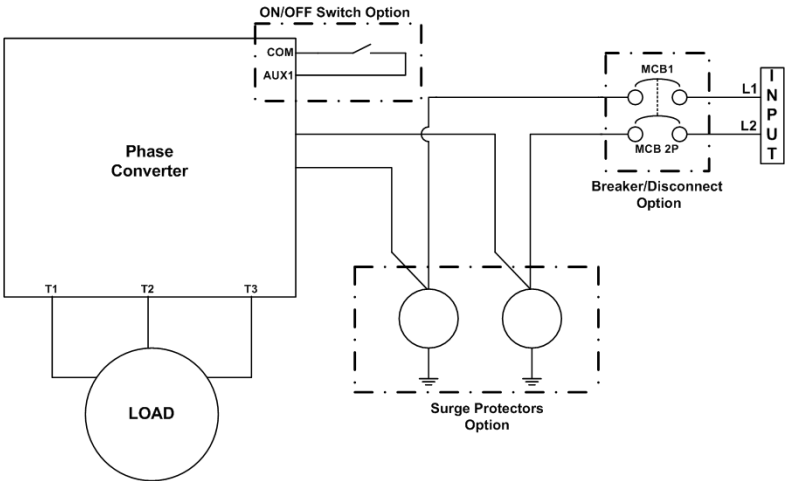 ON/OFF Switch Option
COM
AUX1
MCB1
L1
L2
INPUT
MCB 2P
Phase
Converter
Breaker/Disconnect
Option
T1
T2
T3
LOAD
Surge Protectors
Option